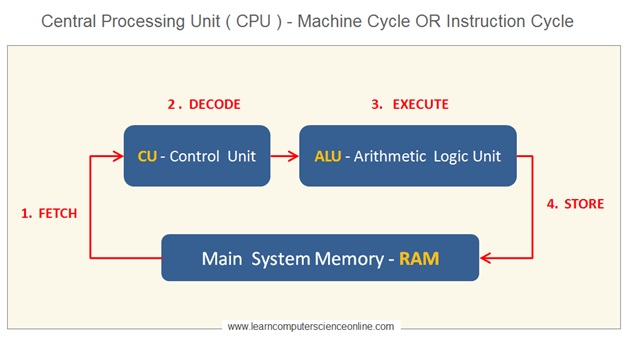 Central Processing Unit ( CPU ) - Machine Cycle OR Instruction Cycle
2 . DECODE
3. EXECUTE
CU - Control Unit
ALU - Arithmetic Logic Unit
1. FETCH
4. STORE
Main System Memory - RAM
www.learncomputerscienceonline.com